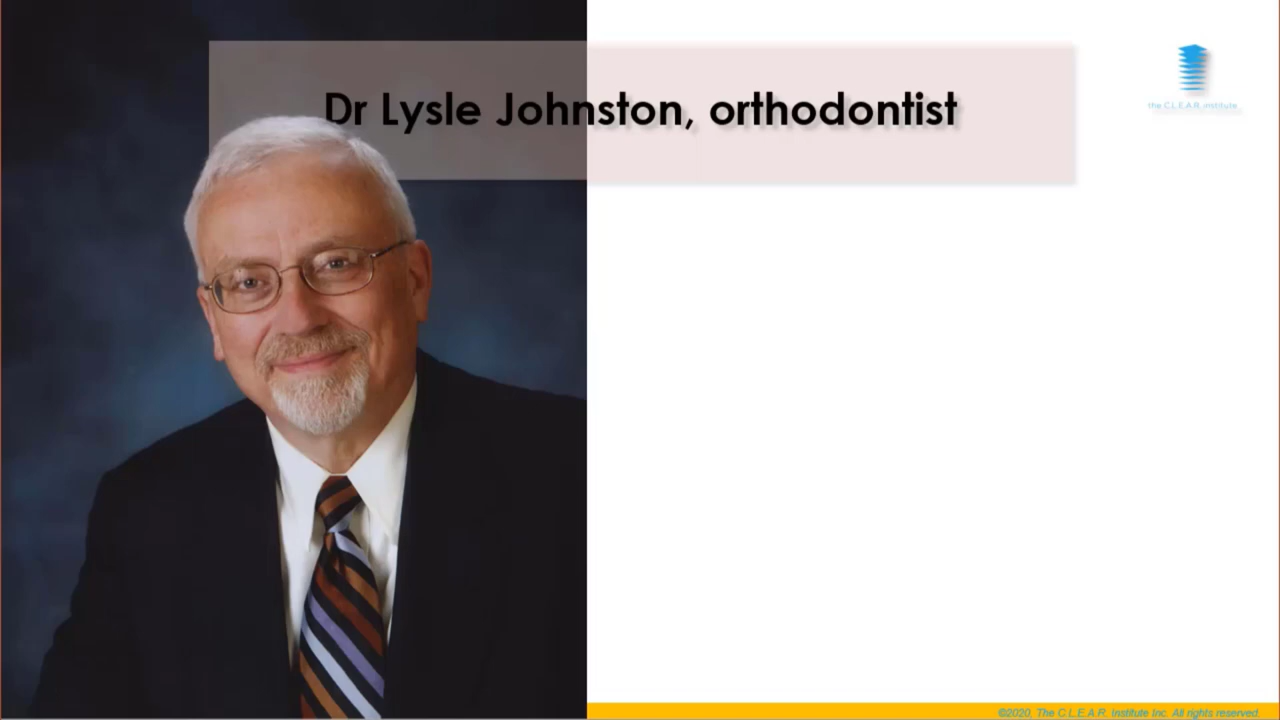 Dr Lysle Johnston, orthodontist
the C.L.E.A.R. institute
©2020, The C.L.E.A.R. Institute Inc. All rights reserved.